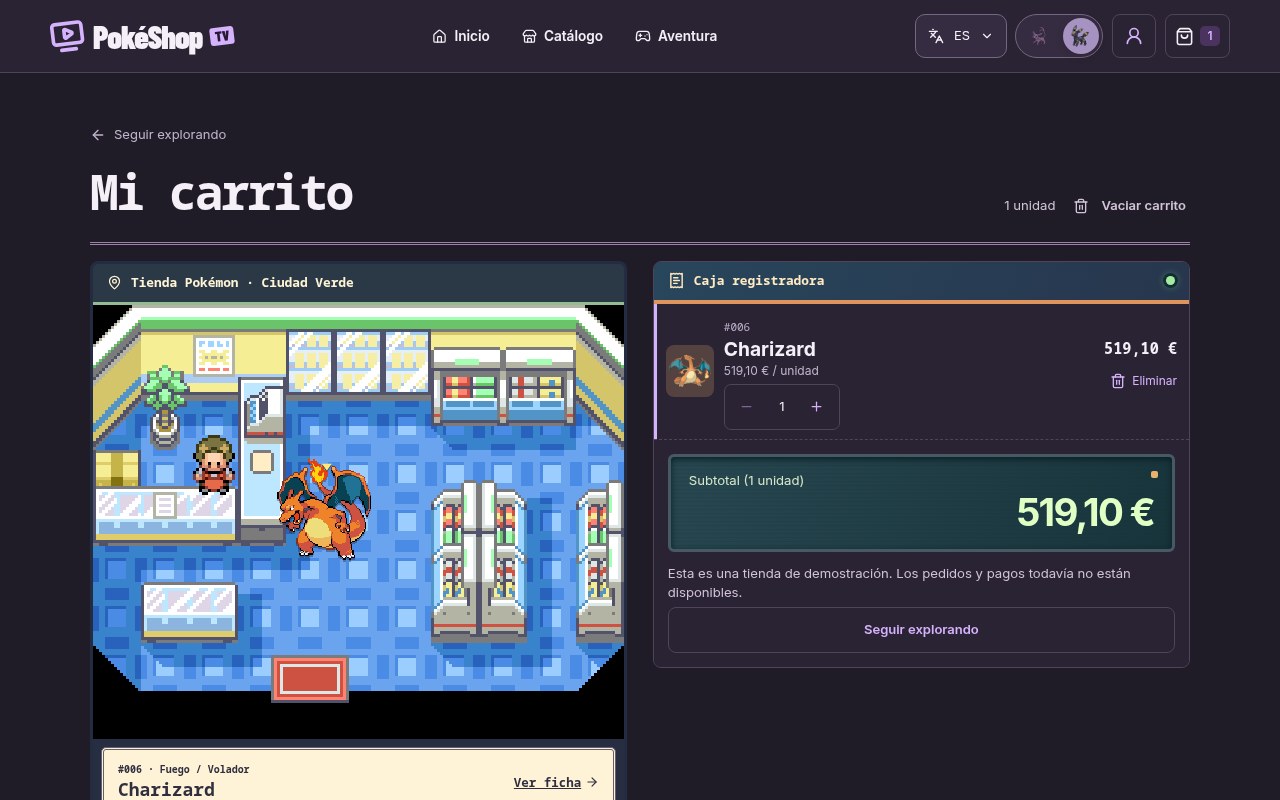 PokéShop TV
Inicio
Catálogo
Aventura
ES
1
Seguir explorando
Mi carrito
1 unidad
Vaciar carrito
Tienda Pokémon · Ciudad Verde
Caja registradora
#006
Charizard
519,10 € / unidad
1
519,10 €
Eliminar
Subtotal (1 unidad)
519,10 €
Esta es una tienda de demostración. Los pedidos y pagos todavía no están
disponibles.
Seguir explorando
#006 · Fuego / Volador
Charizard
Ver ficha